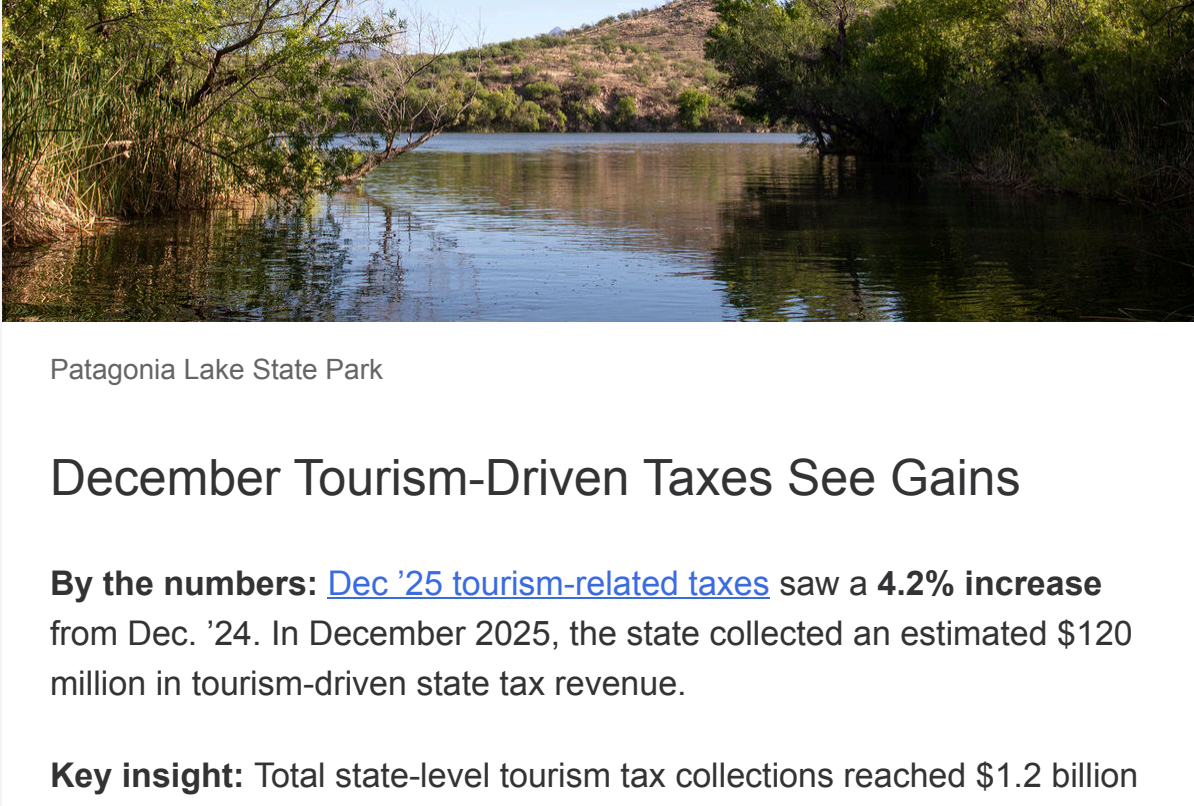 Patagonia Lake State Park
December Tourism-Driven Taxes See Gains
By the numbers: Dec ’25 tourism-related taxes saw a 4.2% increase
from Dec. ’24. In December 2025, the state collected an estimated $120
million in tourism-driven state tax revenue.
Key insight: Total state-level tourism tax collections reached $1.2 billion